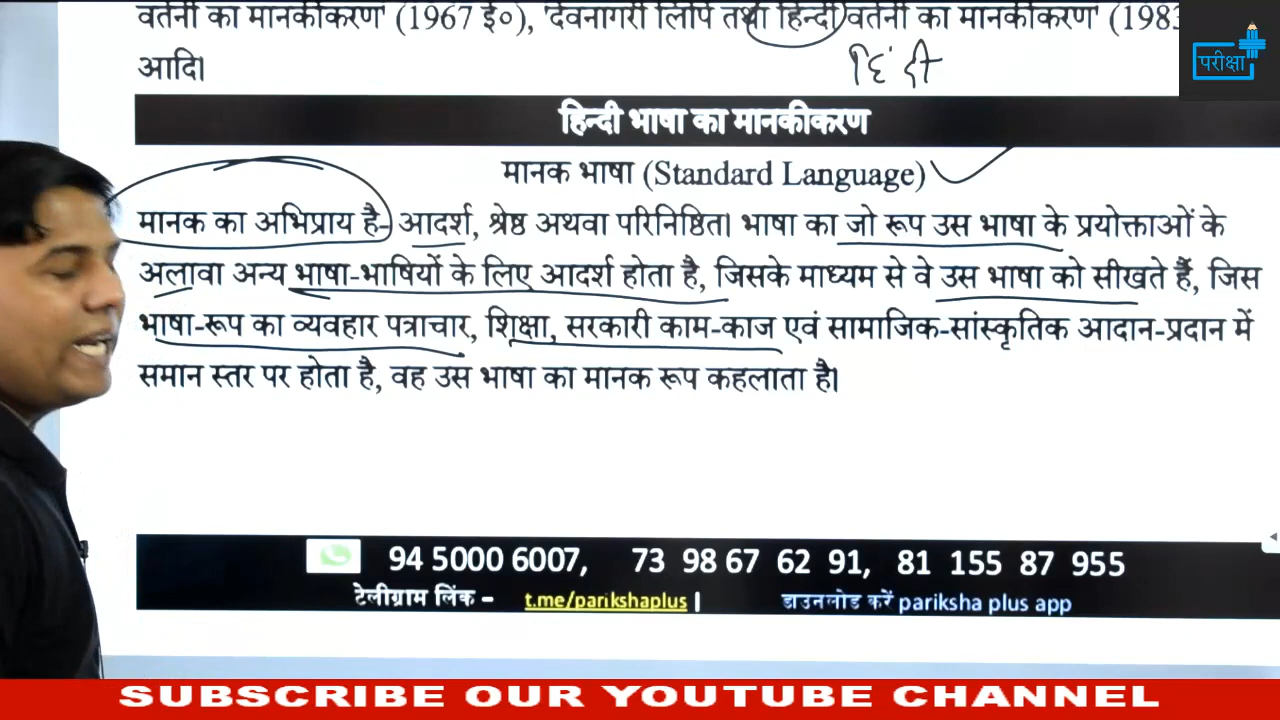 वर्तनी का मानकीकरण' (1967 ई०), 'देवनागरी लिपि तथा हिन्दी वर्तनी का मानकीकरण' (1983
आदि।
हिंदी
परीक्षा
हिन्दी भाषा का मानकीकरण
मानक भाषा (Standard Language)
मानक का अभिप्राय है- आदर्श, श्रेष्ठ अथवा परिनिष्ठित। भाषा का जो रूप उस भाषा के प्रयोक्ताओं के
अलावा अन्य भाषा-भाषियों के लिए आदर्श होता है, जिसके माध्यम से वे उस भाषा को सीखते हैं, जिस
भाषा-रूप का व्यवहार पत्राचार, शिक्षा, सरकारी काम-काज एवं सामाजिक-सांस्कृतिक आदान-प्रदान में
समान स्तर पर होता है, वह उस भाषा का मानक रूप कहलाता है।
94 5000 6007, 73 98 67 62 91, 81 155 87 955
टेलीग्राम लिंक – t.me/parikshaplus | डाउनलोड करें pariksha plus app
SUBSCRIBE OUR YOUTUBE CHANNEL